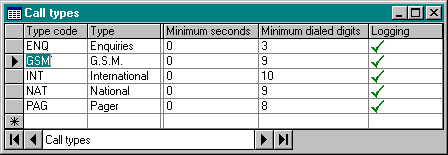 Call types
Type code Type Minimum seconds Minimum dialed digits Logging
ENQ Enquiries 0 3
GSM G.S.M. 0 9
INT International 0 10
NAT National 0 9
PAG Pager 0 8
Call types